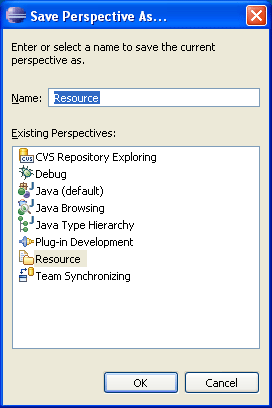 Save Perspective As...
Enter or select a name to save the current
perspective as.
Name: Resource
Existing Perspectives:
CVS CVS Repository Exploring
Debug
Java (default)
Java Browsing
Java Type Hierarchy
Plug-in Development
Resource
Team Synchronizing
OK Cancel